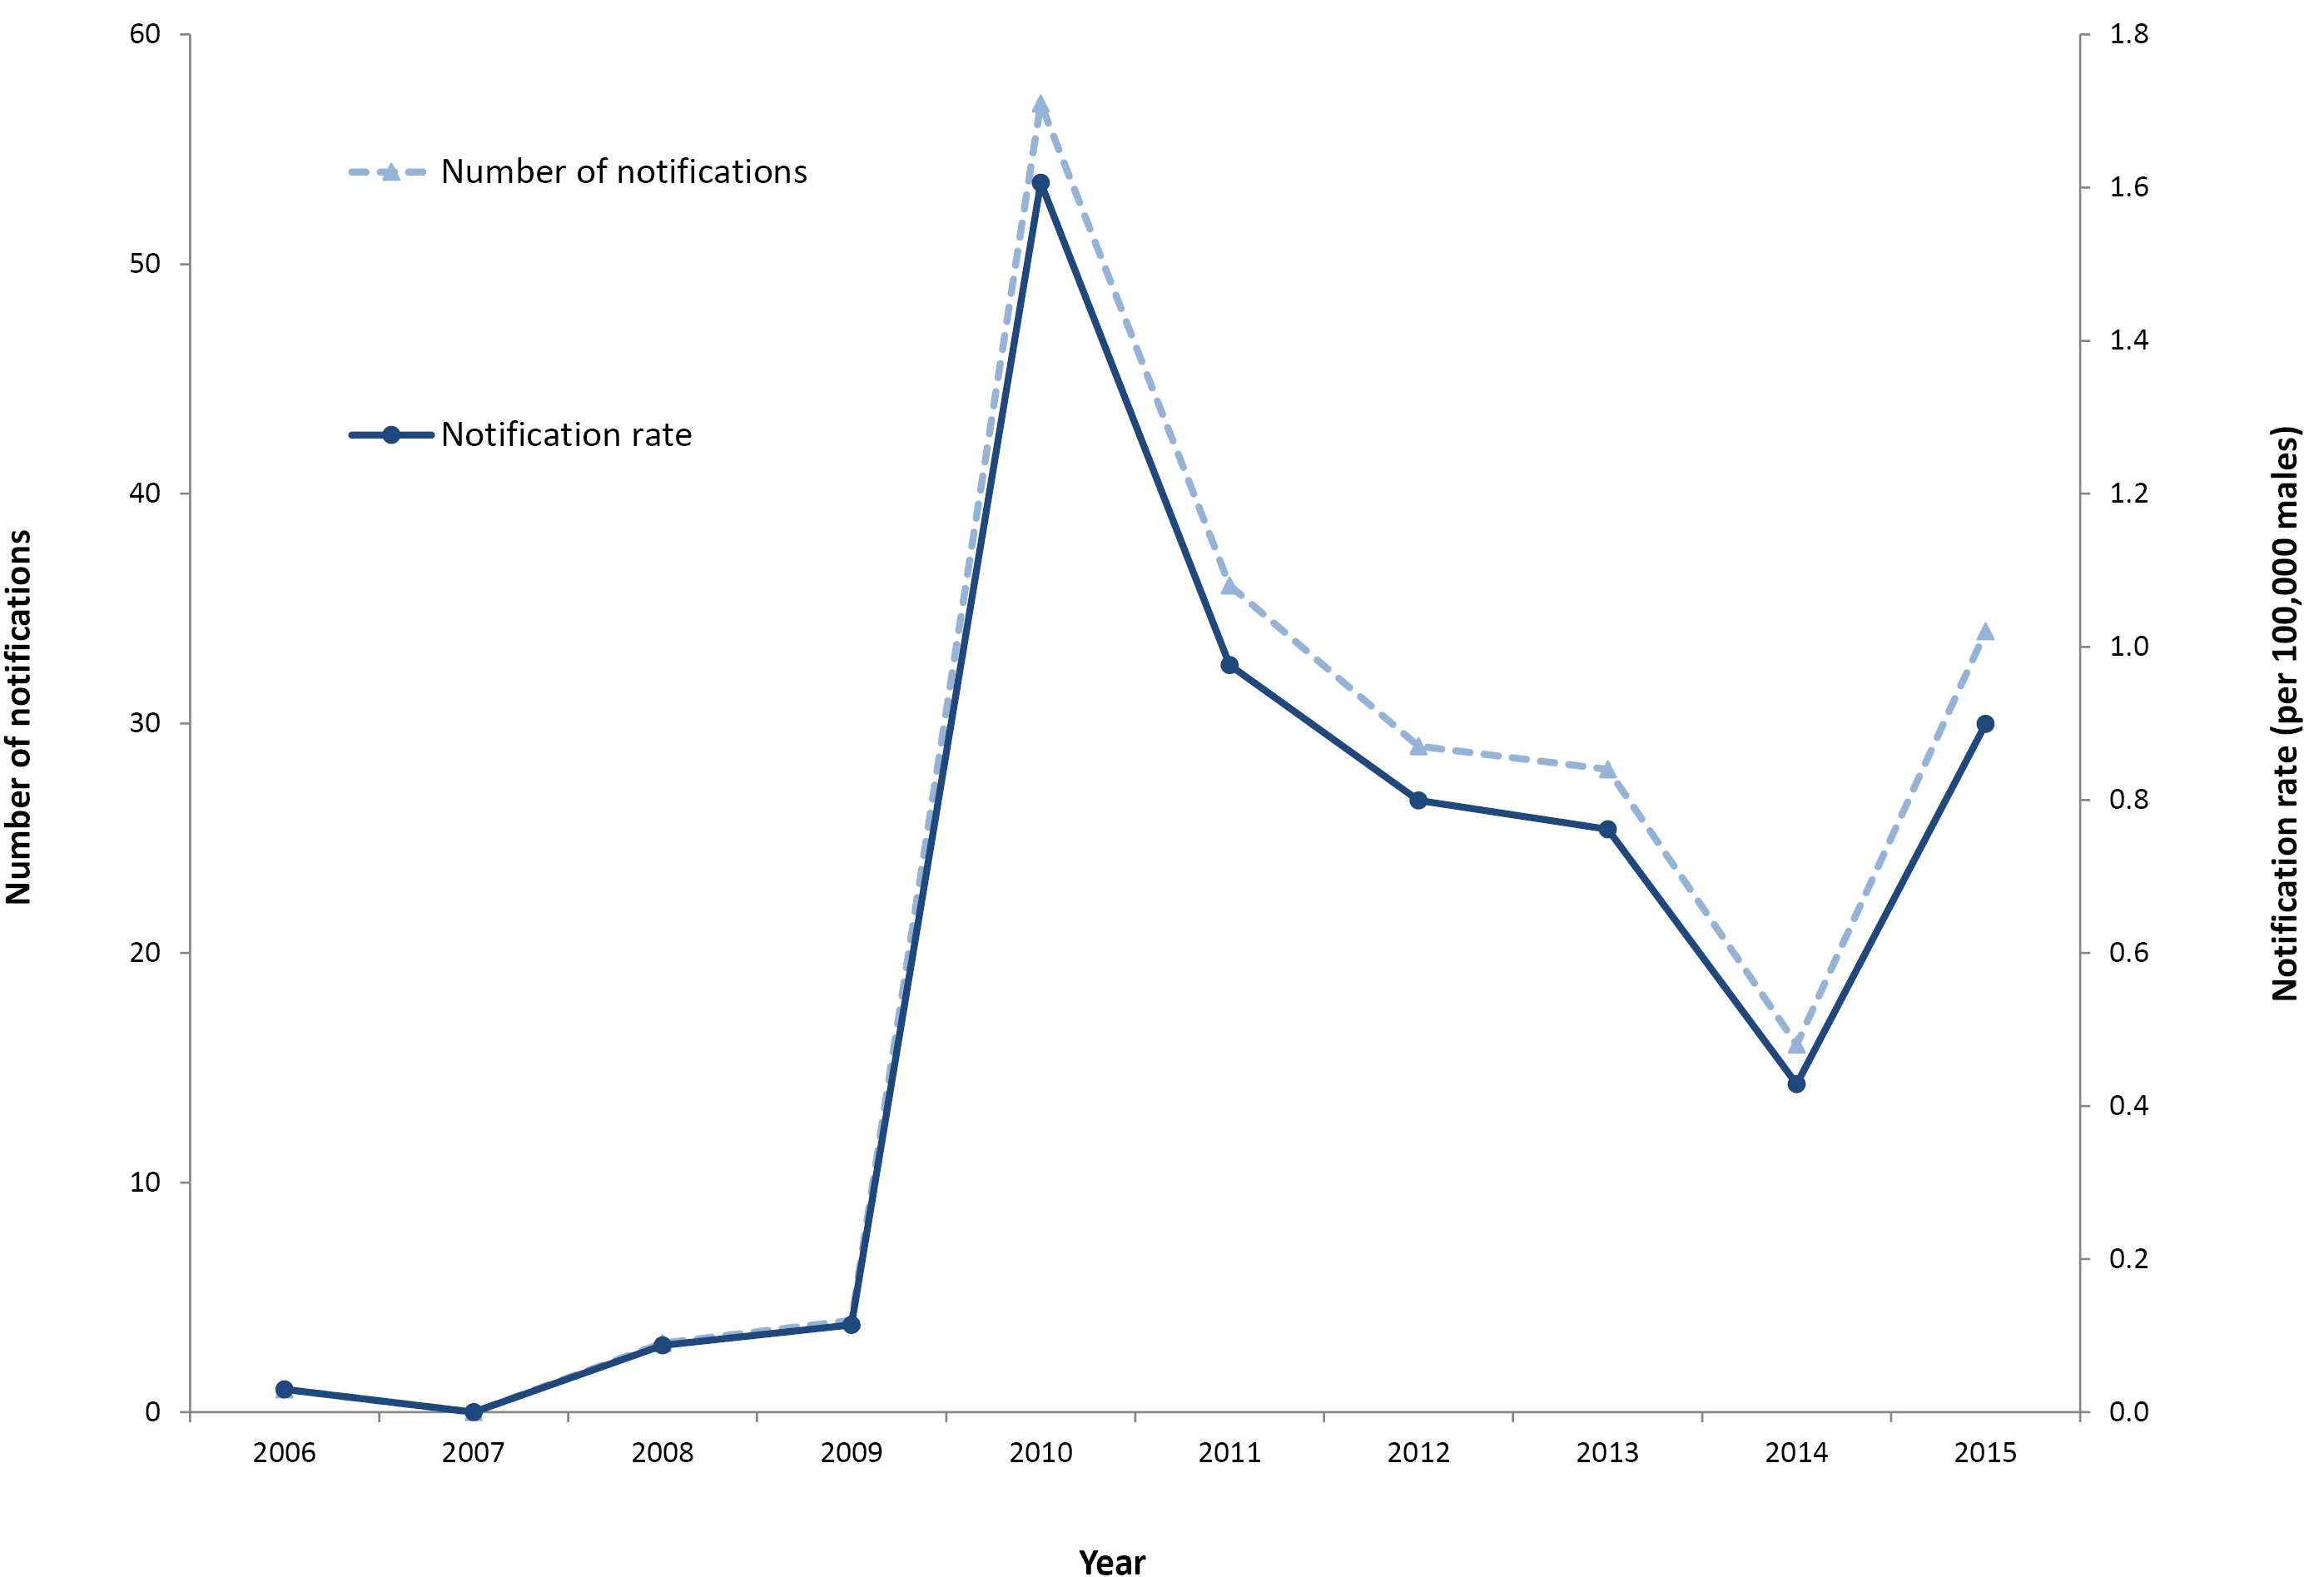 Number of notifications
60
50
40
30
20
10
0
Number of notifications
Notification rate
1.8
1.6
1.4
1.2
1.0
0.8
0.6
0.4
0.2
0.0
Notification rate (per 100,000 males)
2006 2007 2008 2009 2010 2011 2012 2013 2014 2015
Year